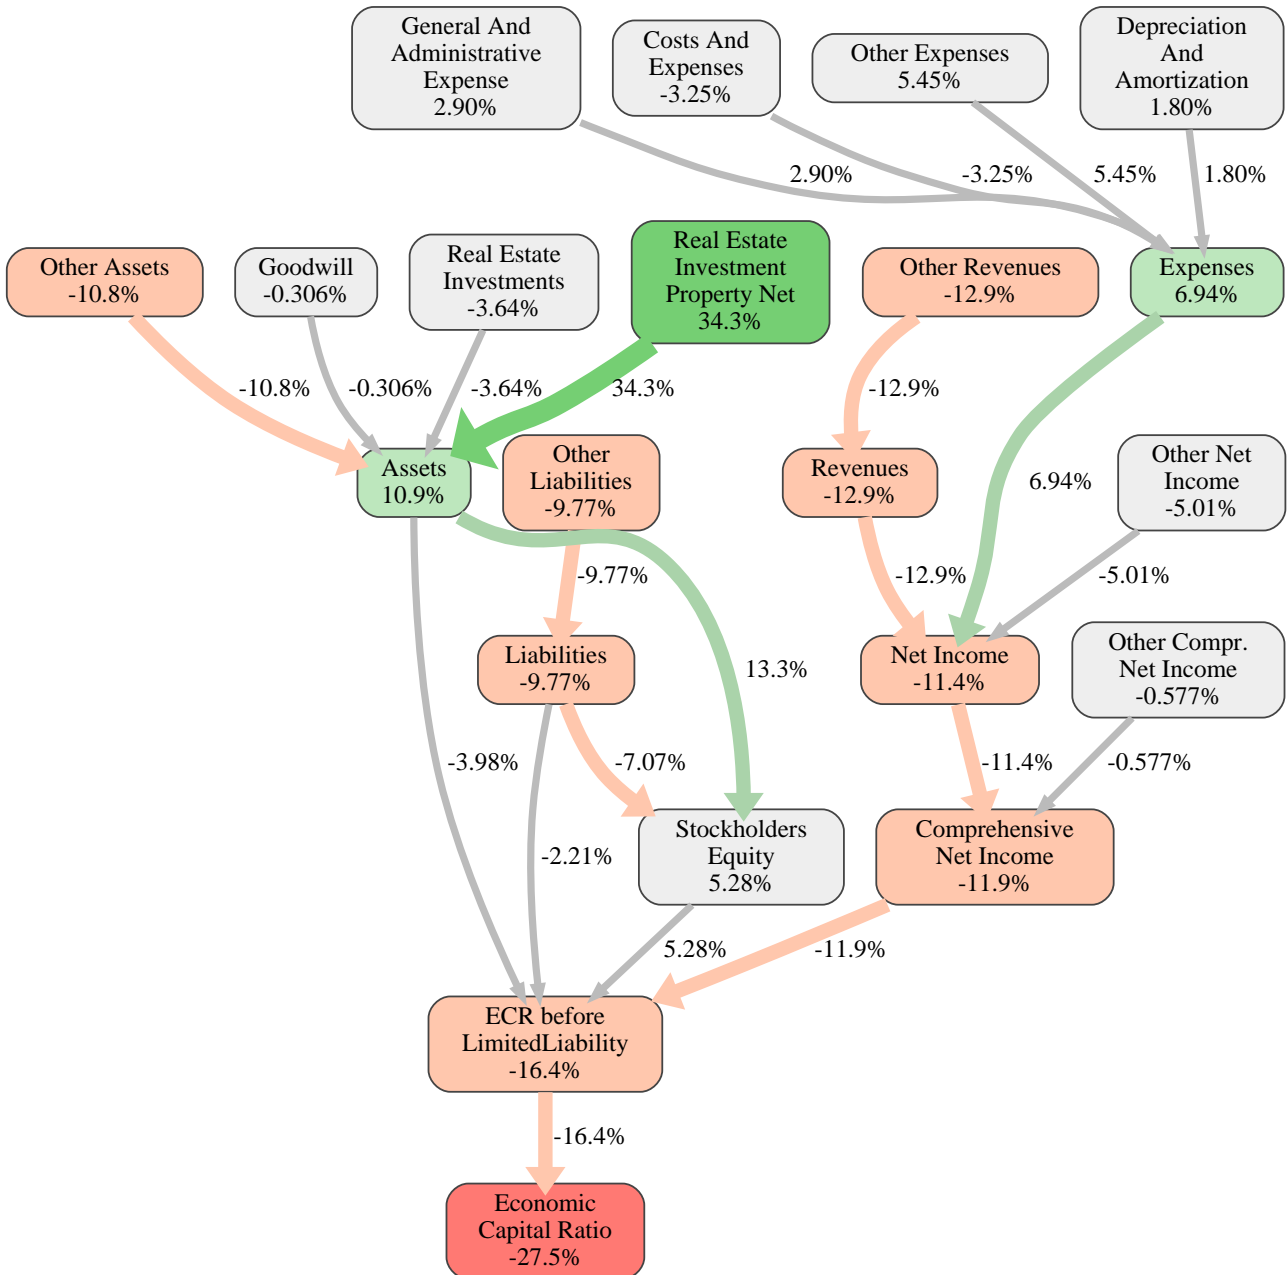 General And
Administrative
Expense
2.90%
Costs And
Expenses
-3.25%
Other Expenses
5.45%
Depreciation
And
Amortization
1.80%
2.90%
-3.25%
5.45%
1.80%
Other Assets
-10.8%
Goodwill
-0.306%
Real Estate
Investments
-3.64%
Real Estate
Investment
Property Net
34.3%
Other Revenues
-12.9%
Expenses
6.94%
-10.8%
-0.306%
-3.64%
34.3%
-12.9%
Assets
10.9%
Other
Liabilities
-9.77%
Revenues
-12.9%
6.94%
Other Net
Income
-5.01%
-9.77%
-12.9%
-5.01%
Liabilities
-9.77%
13.3%
Net Income
-11.4%
Other Compr.
Net Income
-0.577%
-3.98%
-7.07%
-11.4%
-0.577%
-2.21%
Stockholders
Equity
5.28%
Comprehensive
Net Income
-11.9%
5.28%
-11.9%
ECR before
LimitedLiability
-16.4%
-16.4%
Economic
Capital Ratio
-27.5%